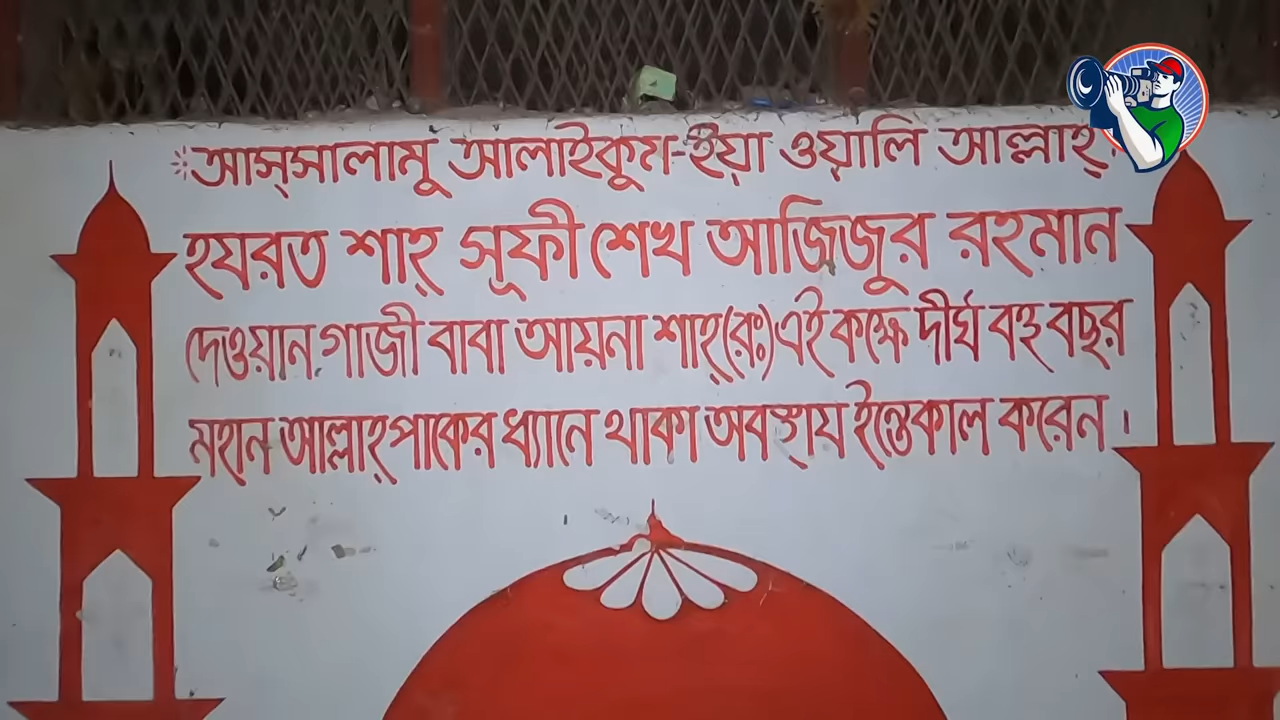 আস্সালামু আলাইকুম-ইয়া ওয়ালি আল্লাহ্
হযরত শাহ্ সূফী শেখ আজিজুর রহমান
দেওয়ান গাজী বাবা আয়না শাহ্(রঃ)এই কক্ষে দীর্ঘ বহু বছর
মহান আল্লাহ্পাকের ধ্যানে থাকা অবস্থায় ইন্তেকাল করেন।